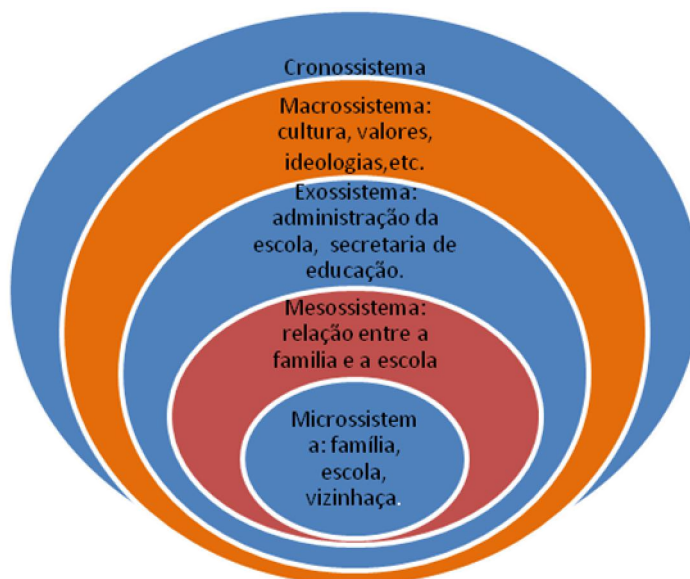 Cronossistema
Macrossistema:
cultura, valores,
ideologias,etc.
Exossistema:
administração da
escola, secretaria de
educação.
Mesossistema:
relação entre a
familia e a escola
Microssistem
a: família,
escola,
vizinhaça.